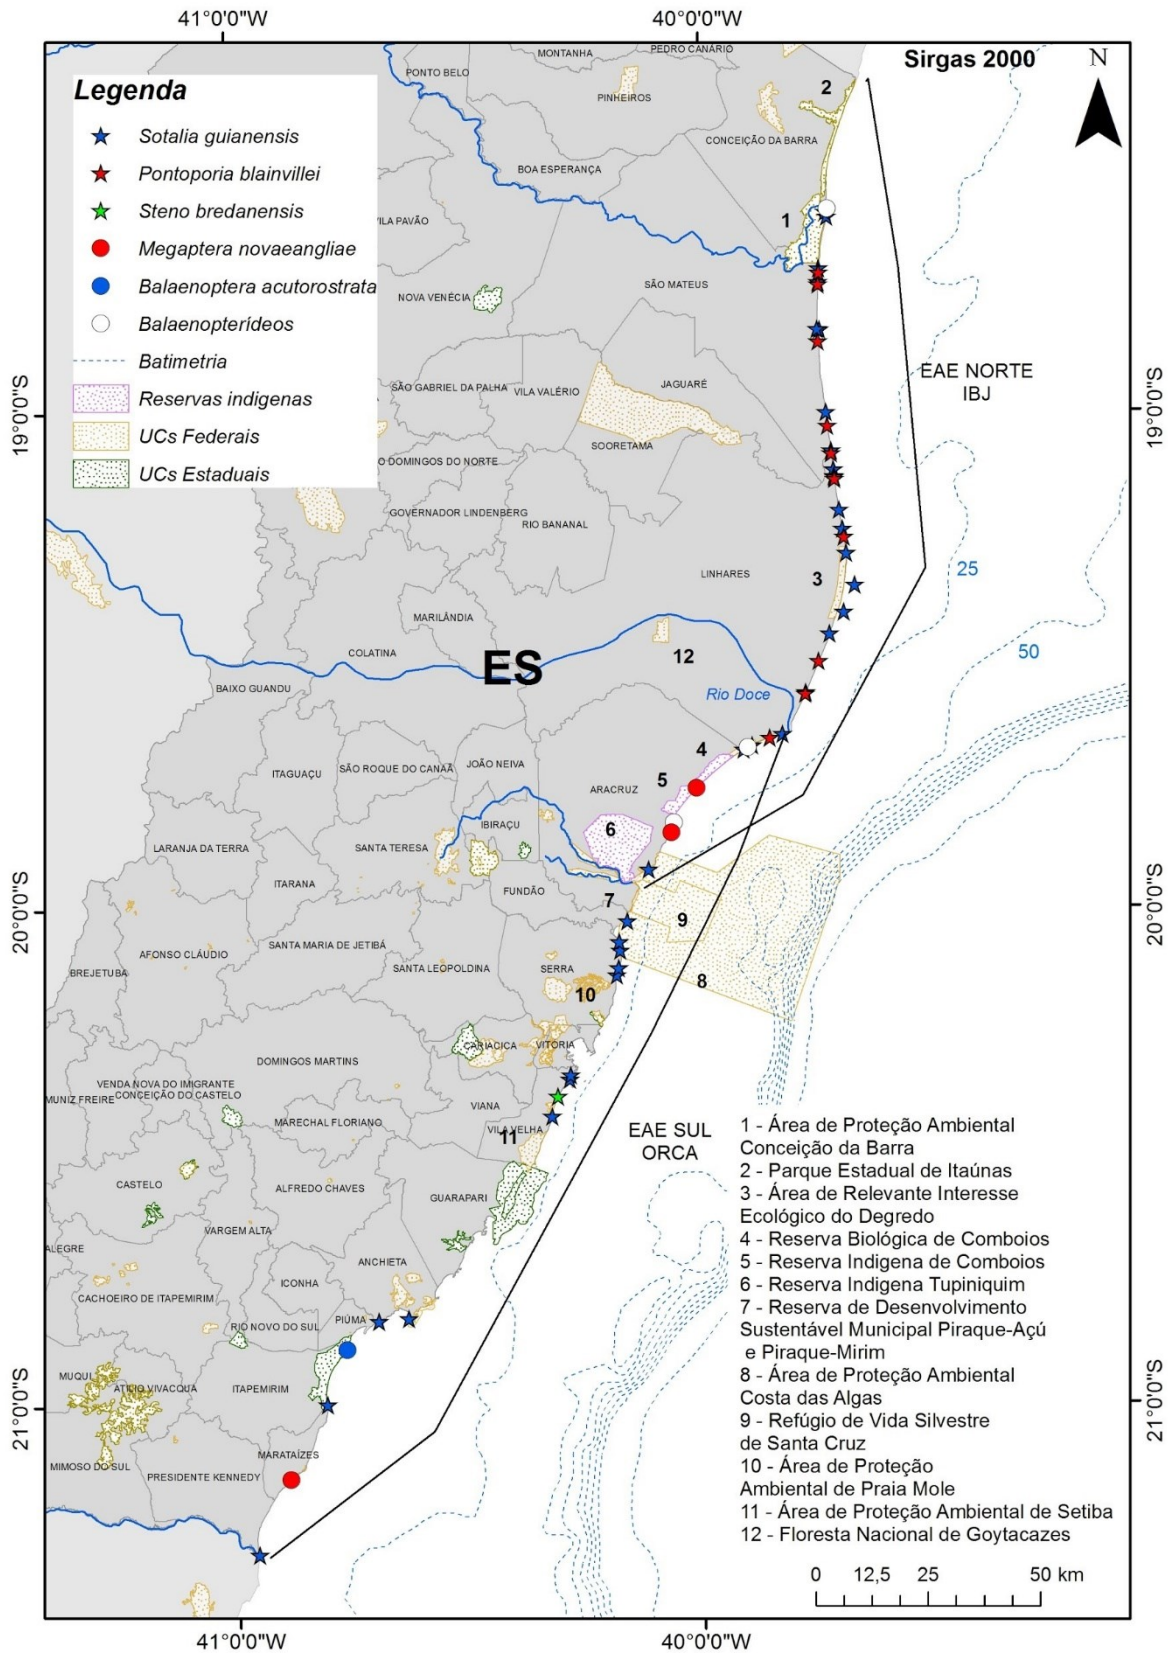 41°0'0"W
40°0'0"W
Sirgas 2000
N
Legenda
Sotalia guianensis
Pontoporia blainvillei
Steno bredanensis
Megaptera novaeangliae
Balaenoptera acutorostrata
Balaenopterídeos
Batimetria
Reservas indigenas
UCs Federais
UCs Estaduais
MONTANHA
PEDRO CANÁRIO
PONTO BELO
PINHEIROS
2
CONCEIÇÃO DA BARRA
BOA ESPERANÇA
VILA PAVÃO
1
SÃO MATEUS
NOVA VENÉCIA
EAE NORTE
IBJ
SÃO GABRIEL DA PALHA
VILA VALÉRIO
JAGUARÉ
19°0'0"S
19°0'0"S
SOORETAMA
O DOMINGOS DO NORTE
GOVERNADOR LINDENBERG
RIO BANANAL
LINHARES
3
25
MARILÂNDIA
COLATINA
ES
12
50
BAIXO GUANDU
Rio Doce
4
JOÃO NEIVA
SÃO ROQUE DO CANAÃ
ITAGUAÇU
5
ARACRUZ
IBIRAÇU
6
LARANJA DA TERRA
SANTA TERESA
ITARANA
FUNDÃO
7
20°0'0"S
20°0'0"S
9
AFONSO CLÁUDIO
SANTA MARIA DE JETIBÁ
BREJETUBA
SANTA LEOPOLDINA
SERRA
8
10
CARIACICA
VITORIA
DOMINGOS MARTINS
VENDA NOVA DO IMIGRANTE
CONCEIÇÃO DO CASTELO
MUNIZ FREIRE
VIANA
MARECHAL FLORIANO
VILA VELHA
11
EAE SUL
ORCA
CASTELO
ALFREDO CHAVES
GUARAPARI
VARGEM ALTA
ALEGRE
ANCHIETA
ICONHA
CACHOEIRO DE ITAPEMIRIM
PIÚMA
RIO NOVO DO SUL
MUQUI
ATILIO VIVACQUA
ITAPEMIRIM
21°0'0"S
21°0'0"S
MARATAÍZES
MIMOSO DO SUL
PRESIDENTE KENNEDY
1 - Área de Proteção Ambiental
Conceição da Barra
2 - Parque Estadual de Itaúnas
3 - Área de Relevante Interesse
Ecológico do Degredo
4 - Reserva Biológica de Comboios
5 - Reserva Indigena de Comboios
6 - Reserva Indigena Tupiniquim
7 - Reserva de Desenvolvimento
Sustentável Municipal Piraque-Açú
e Piraque-Mirim
8 - Área de Proteção Ambiental
Costa das Algas
9 - Refúgio de Vida Silvestre
de Santa Cruz
10 - Área de Proteção
Ambiental de Praia Mole
11 - Área de Proteção Ambiental de Setiba
12 - Floresta Nacional de Goytacazes
0 12,5 25 50 km
41°0'0"W
40°0'0"W